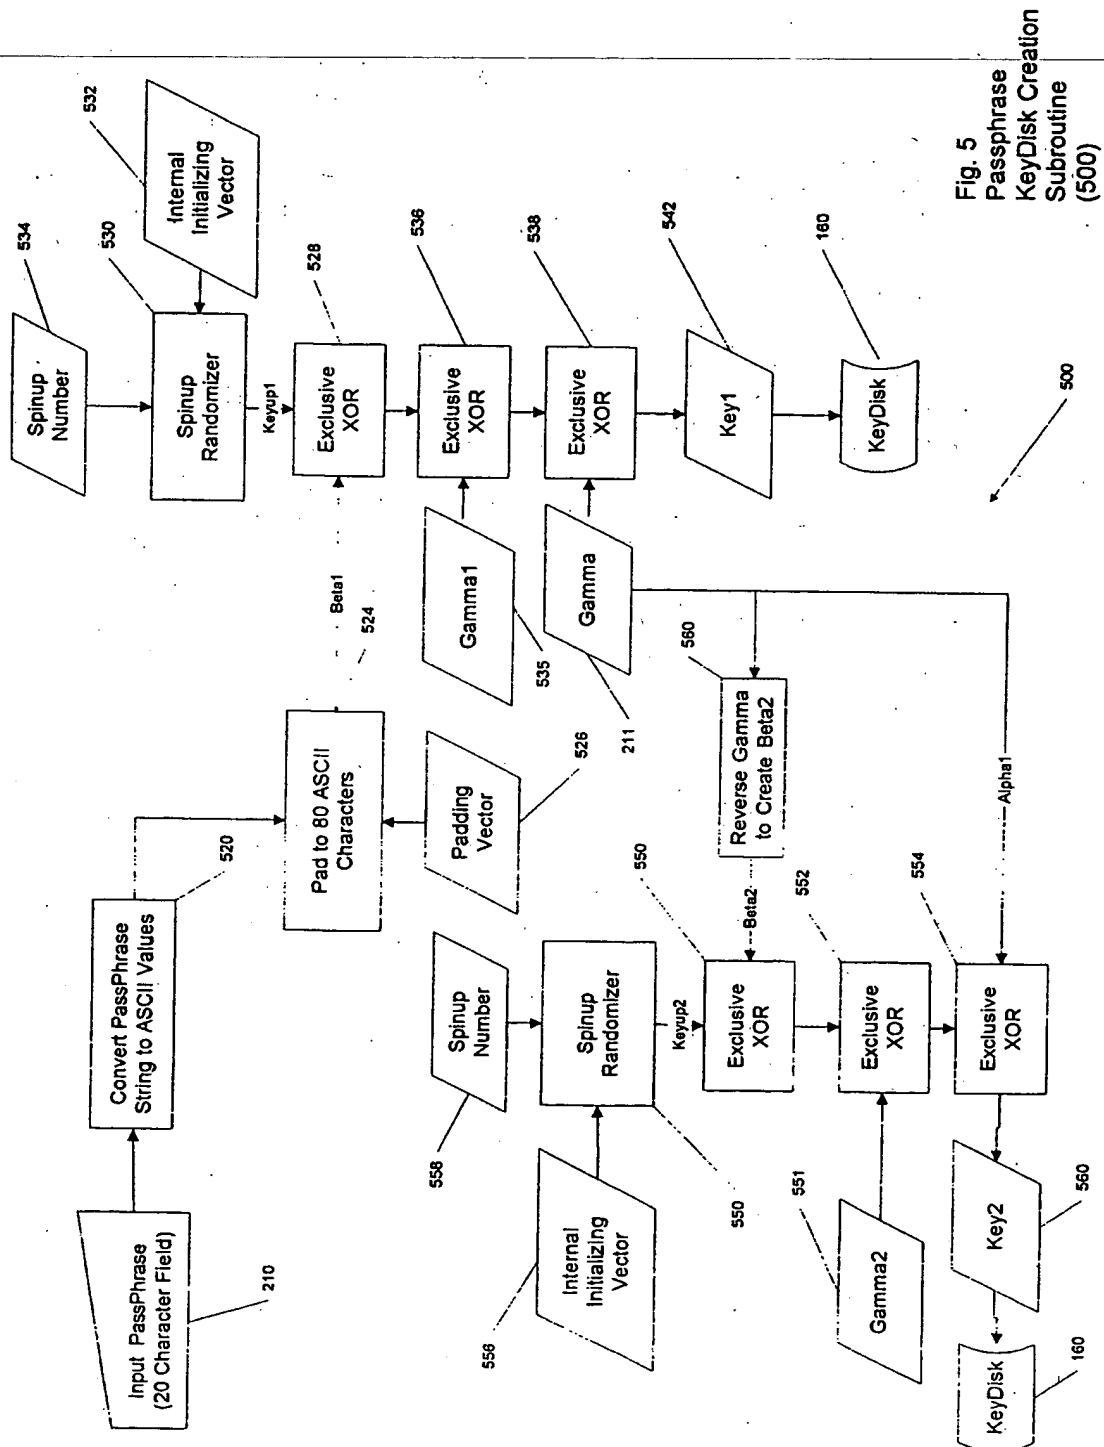 Input PassPhrase
(20 Character Field)
210
Convert PassPhrase
String to ASCII Values
520
Pad to 80 ASCII
Characters
524
Padding
Vector
526
Beta1
Spinup
Number
534
Spinup
Randomizer
530
Internal
Initializing
Vector
532
Keyup1
Exclusive
XOR
528
Gamma1
535
Exclusive
XOR
536
Gamma
211
Exclusive
XOR
538
Key1
542
KeyDisk
160
Spinup
Number
558
Internal
Initializing
Vector
556
Spinup
Randomizer
550
Keyup2
Reverse Gamma
to Create Beta2
560
Beta2
Exclusive
XOR
550
Gamma2
551
Exclusive
XOR
552
Alpha1
Exclusive
XOR
554
Key2
560
KeyDisk
160
500
Fig. 5
Passphrase
KeyDisk Creation
Subroutine
(500)